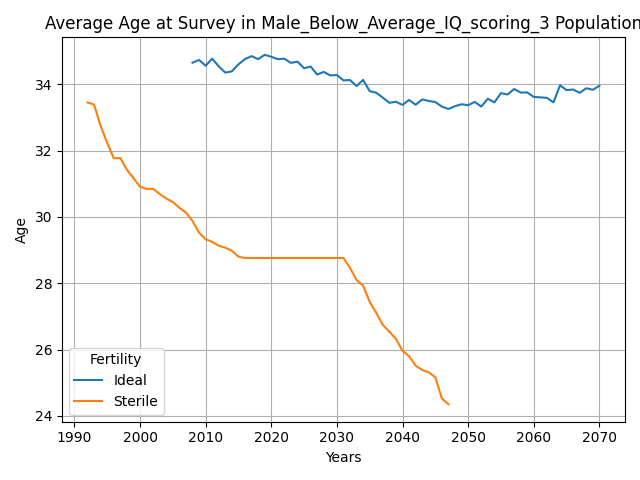 Average Age at Survey in Male_Below_Average_IQ_scoring_3 Population
Age
34
32
30
28
26
24
Fertility
Ideal
Sterile
1990 2000 2010 2020 2030 2040 2050 2060 2070
Years